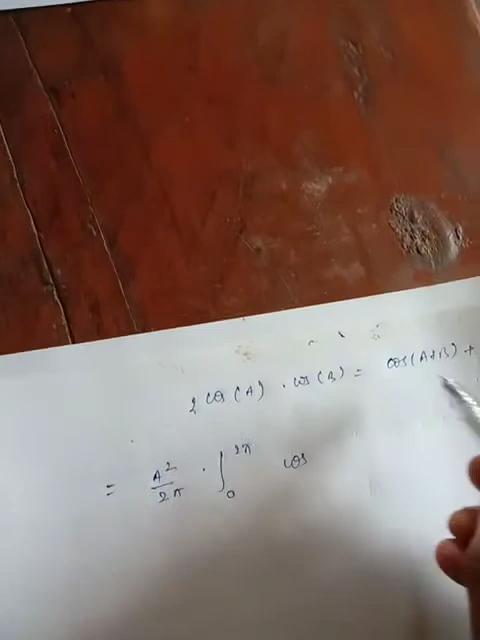 2 cos(A) . cos(B) = cos(A+B) +
= A²/2π . ∫₀^2π cos